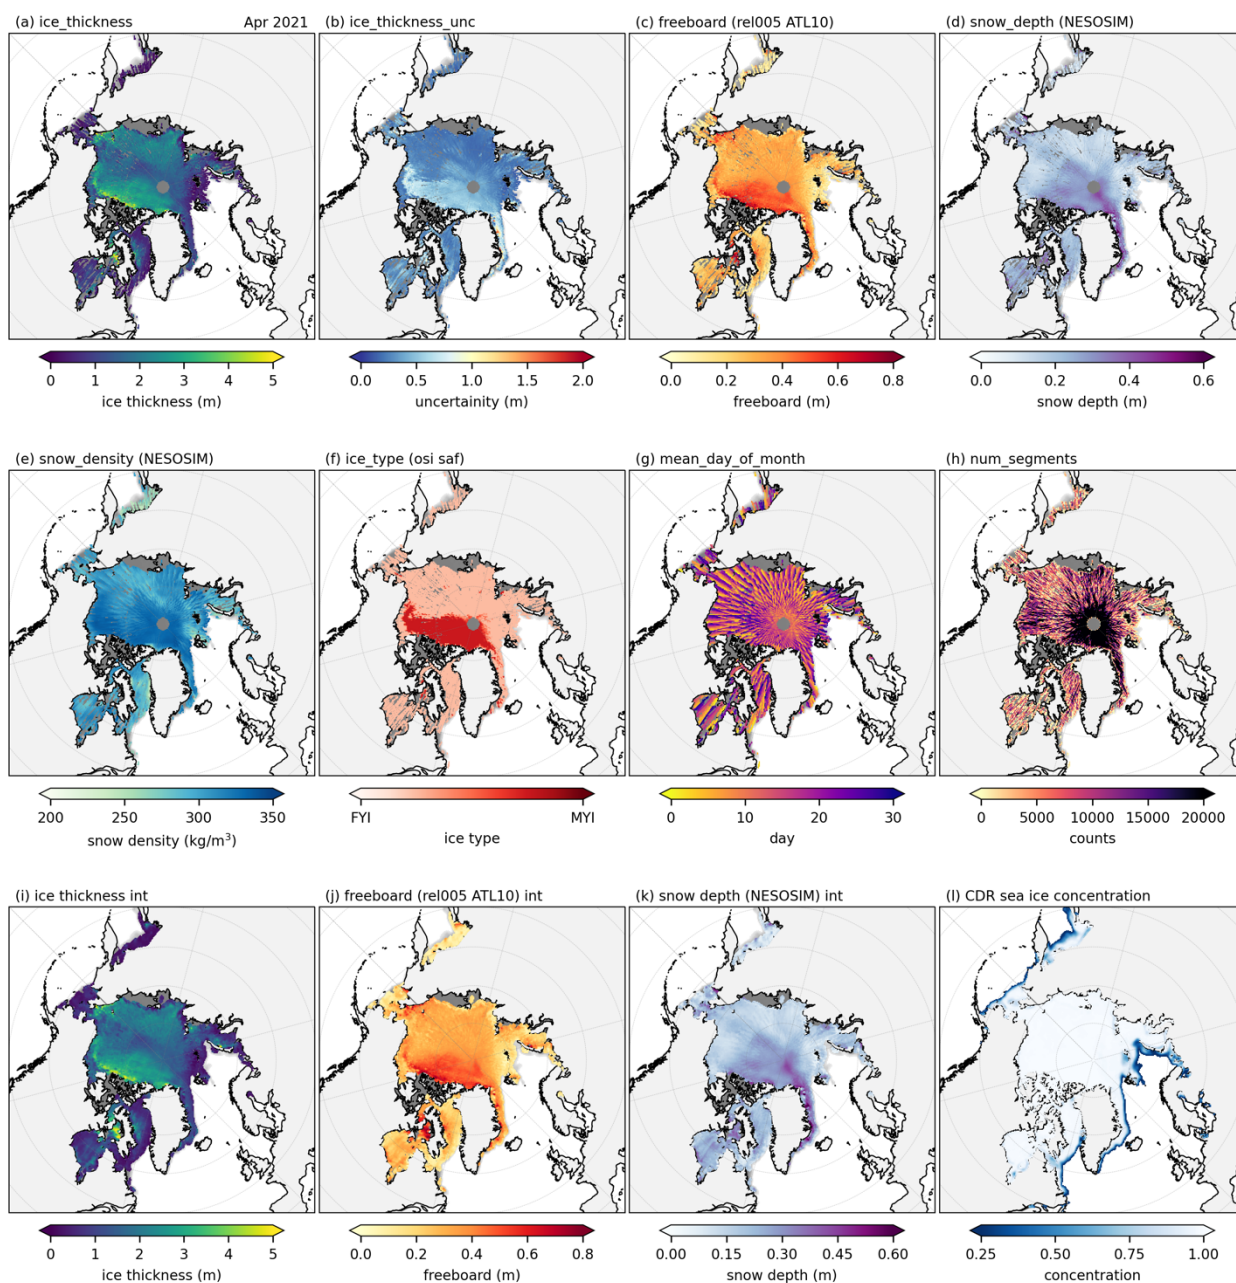 (a) ice_thickness Apr 2021
(b) ice_thickness_unc
(c) freeboard (rel005 ATL10)
(d) snow_depth (NESOSIM)
0 1 2 3 4 5
0.0 0.5 1.0 1.5 2.0
0.0 0.2 0.4 0.6 0.8
0.0 0.2 0.4 0.6
ice thickness (m)
uncertainity (m)
freeboard (m)
snow depth (m)
(e) snow_density (NESOSIM)
(f) ice_type (osi saf)
(g) mean_day_of_month
(h) num_segments
200 250 300 350
FYI MYI
0 10 20 30
0 5000 10000 15000 20000
snow density (kg/m³)
ice type
day
counts
(i) ice thickness int
(j) freeboard (rel005 ATL10) int
(k) snow depth (NESOSIM) int
(l) CDR sea ice concentration
0 1 2 3 4 5
0.0 0.2 0.4 0.6 0.8
0.00 0.15 0.30 0.45 0.60
0.25 0.50 0.75 1.00
ice thickness (m)
freeboard (m)
snow depth (m)
concentration